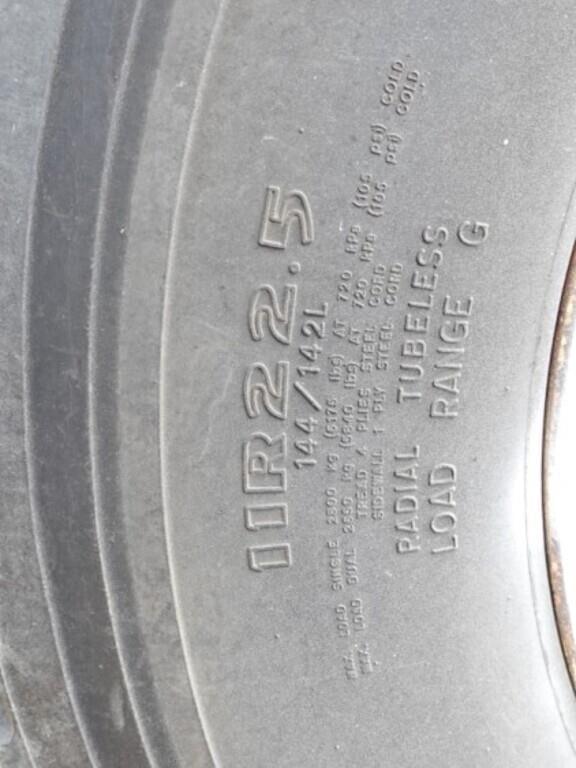 11R22.5
144/142L
MAX. LOAD SINGLE 2800 KG (6175 lbs) AT 720 KPa (105 PSI) COLD.
MAX. LOAD DUAL 2650 KG (5840 lbs) AT 720 KPa (105 PSI) COLD
TREAD 4 PLIES STEEL CORD
SIDEWALL 1 PLY STEEL CORD
RADIAL TUBELESS
LOAD RANGE G